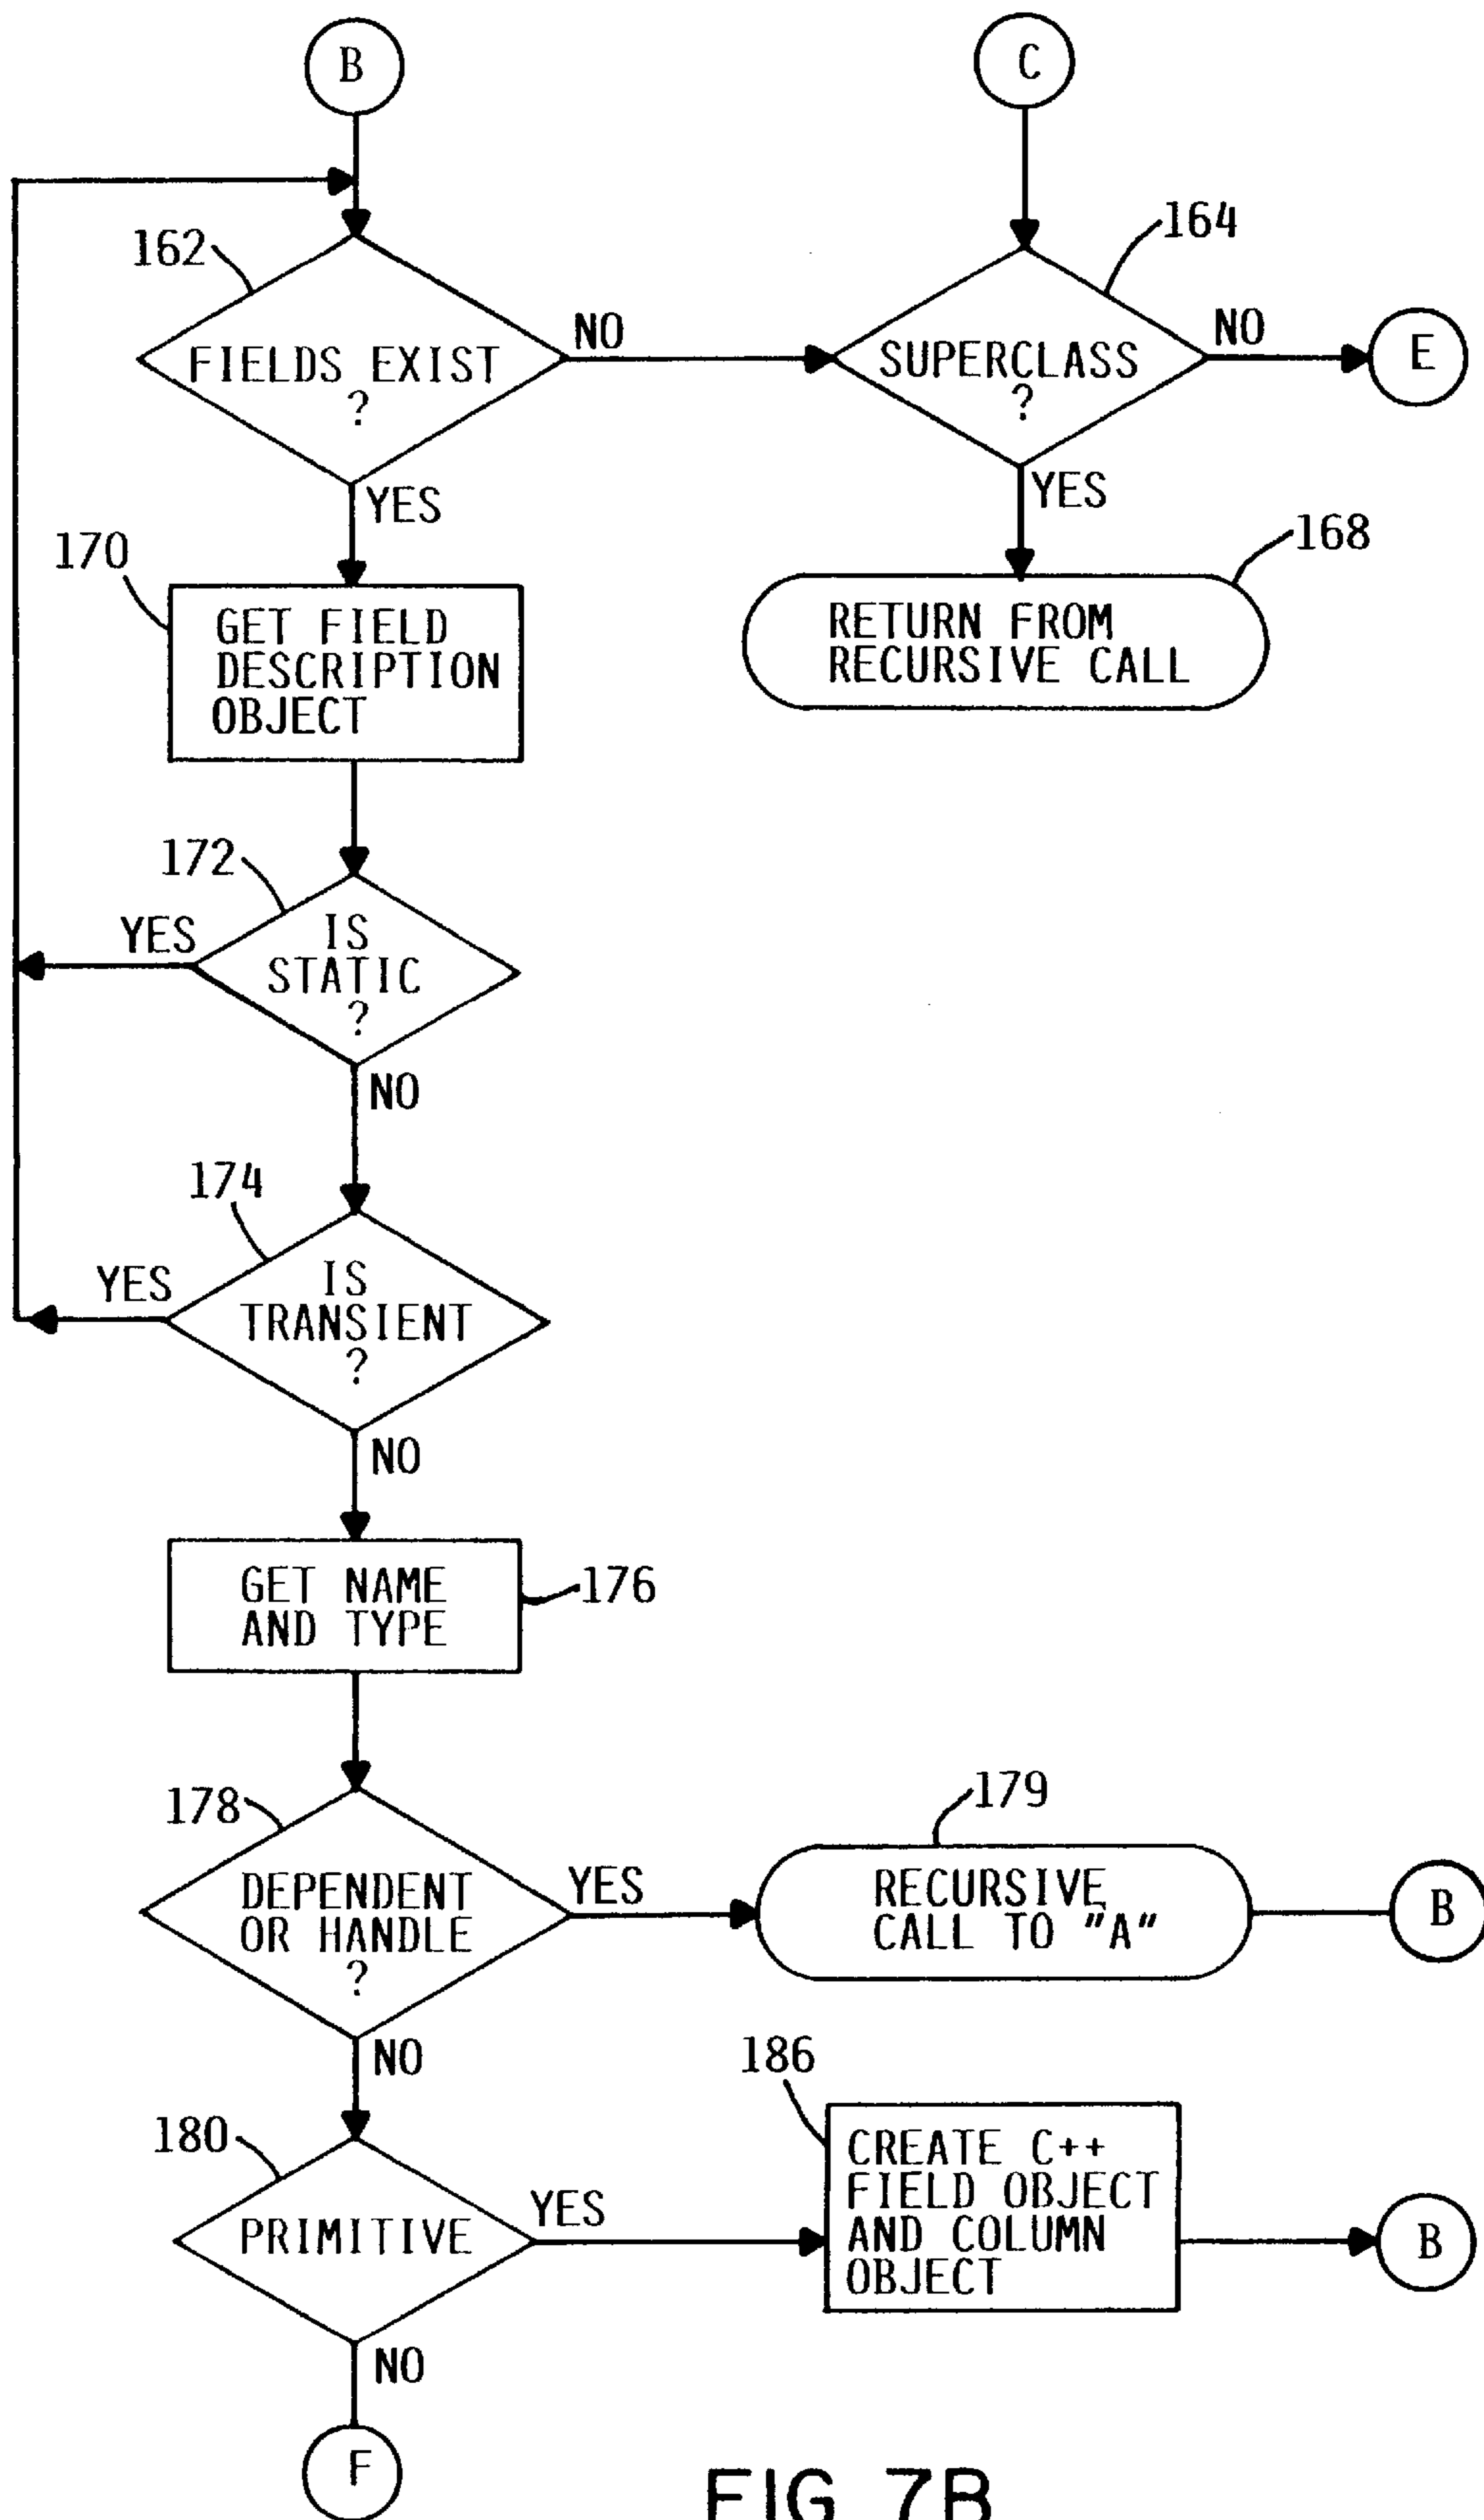 B
C
162
164
FIELDS EXIST
?
NO
SUPERCLASS
?
NO
E
YES
YES
170
168
GET FIELD
DESCRIPTION
OBJECT
RETURN FROM
RECURSIVE CALL
172
YES
IS
STATIC
?
NO
174
YES
IS
TRANSIENT
?
NO
GET NAME
AND TYPE
176
178
179
DEPENDENT
OR HANDLE
?
YES
RECURSIVE
CALL TO "A"
B
NO
186
180
PRIMITIVE
YES
CREATE C++
FIELD OBJECT
AND COLUMN
OBJECT
B
NO
F
FIG 7B